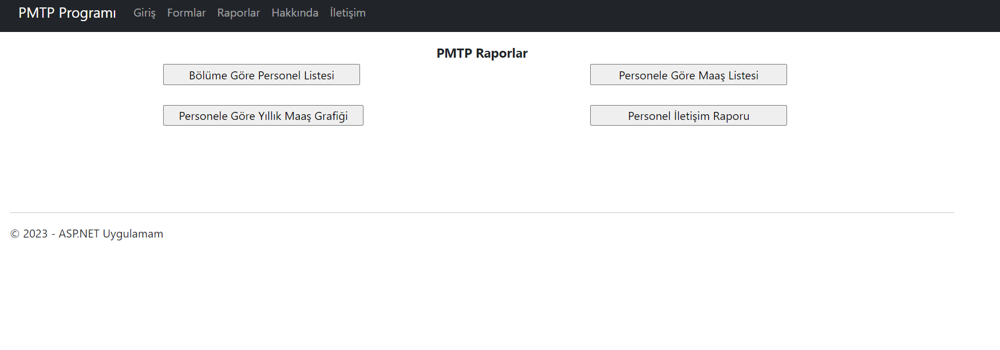 PMTP Programı Giriş Formlar Raporlar Hakkında İletişim
PMTP Raporlar
Bölüme Göre Personel Listesi Personele Göre Maaş Listesi
Personele Göre Yıllık Maaş Grafiği Personel İletişim Raporu
© 2023 - ASP.NET Uygulamam